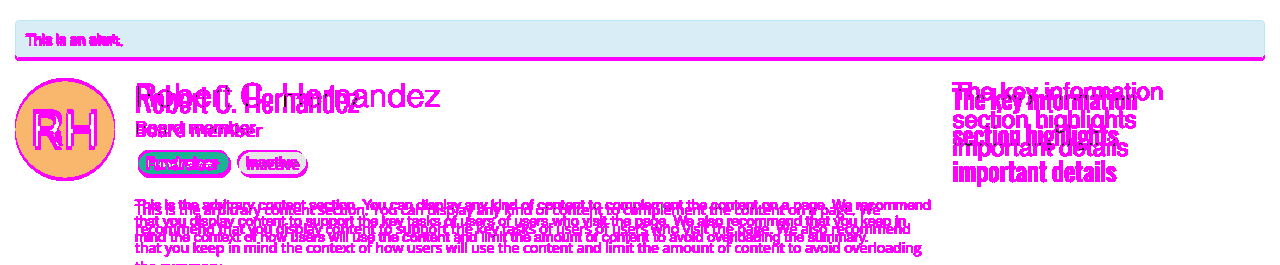 This is an alert.
RH
Robert C. Hernandez
Board member
Fundraiser
Inactive
This is the arbitrary content section. You can display any kind of content to complement the content on a page. We recommend
that you display content to support the key tasks of users of users who visit the page. We also recommend that you keep in
mind the context of how users will use the content and limit the amount of content to avoid overloading the summary.
The key information
section highlights
important details